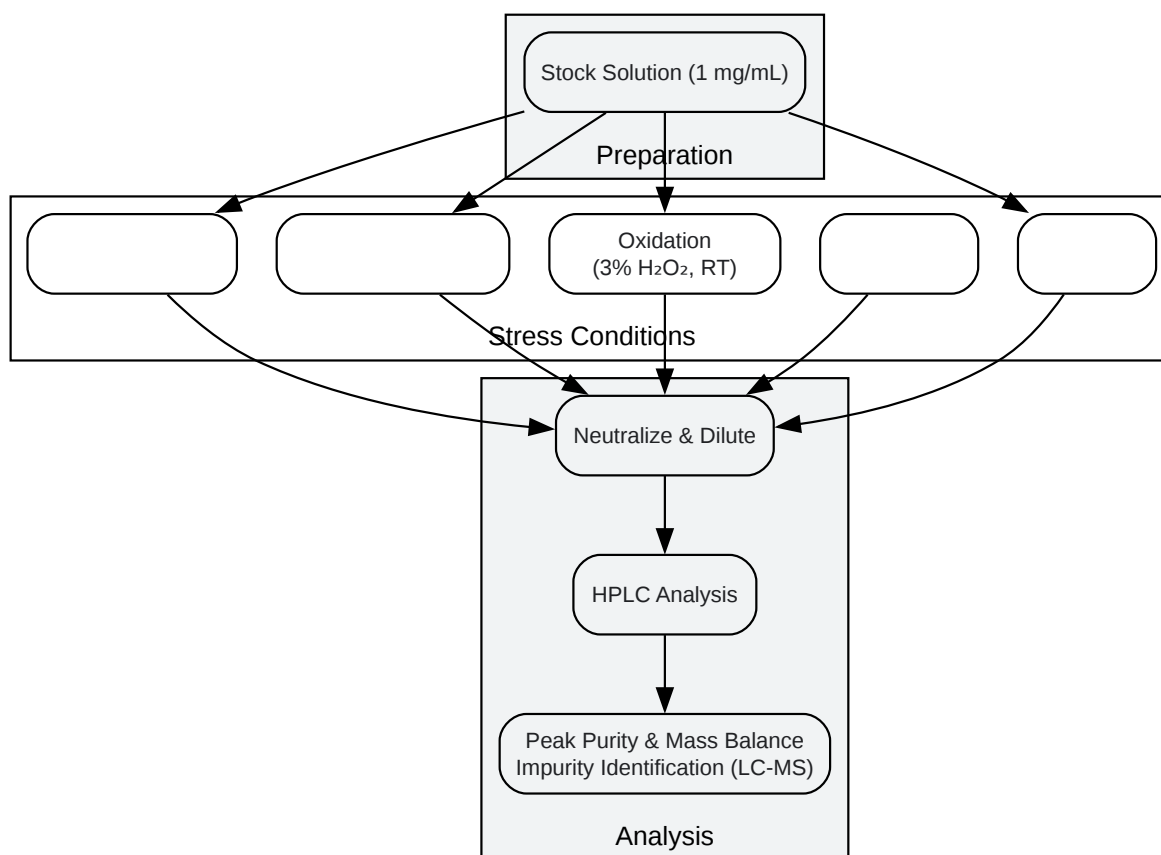 Stock Solution (1 mg/mL)
Preparation
Oxidation
(3% H₂O₂, RT)
Stress Conditions
Neutralize & Dilute
HPLC Analysis
Peak Purity & Mass Balance
Impurity Identification (LC-MS)
Analysis